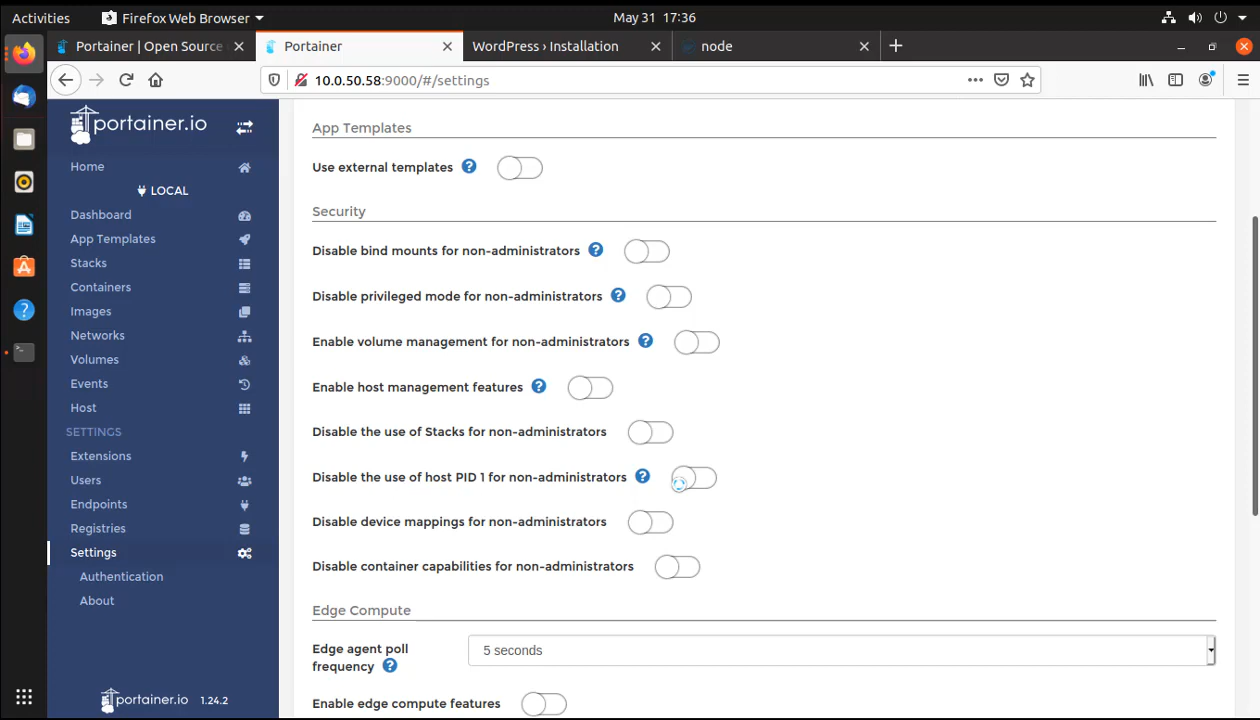 Activities
Firefox Web Browser
May 31 17:36
Portainer | Open Source
Portainer
WordPress › Installation
node
10.0.50.58:9000/#/settings
portainer.io
Home
LOCAL
Dashboard
App Templates
Stacks
Containers
Images
Networks
Volumes
Events
Host
SETTINGS
Extensions
Users
Endpoints
Registries
Settings
Authentication
About
portainer.io 1.24.2
App Templates
Use external templates
Security
Disable bind mounts for non-administrators
Disable privileged mode for non-administrators
Enable volume management for non-administrators
Enable host management features
Disable the use of Stacks for non-administrators
Disable the use of host PID 1 for non-administrators
Disable device mappings for non-administrators
Disable container capabilities for non-administrators
Edge Compute
Edge agent poll
frequency
5 seconds
Enable edge compute features